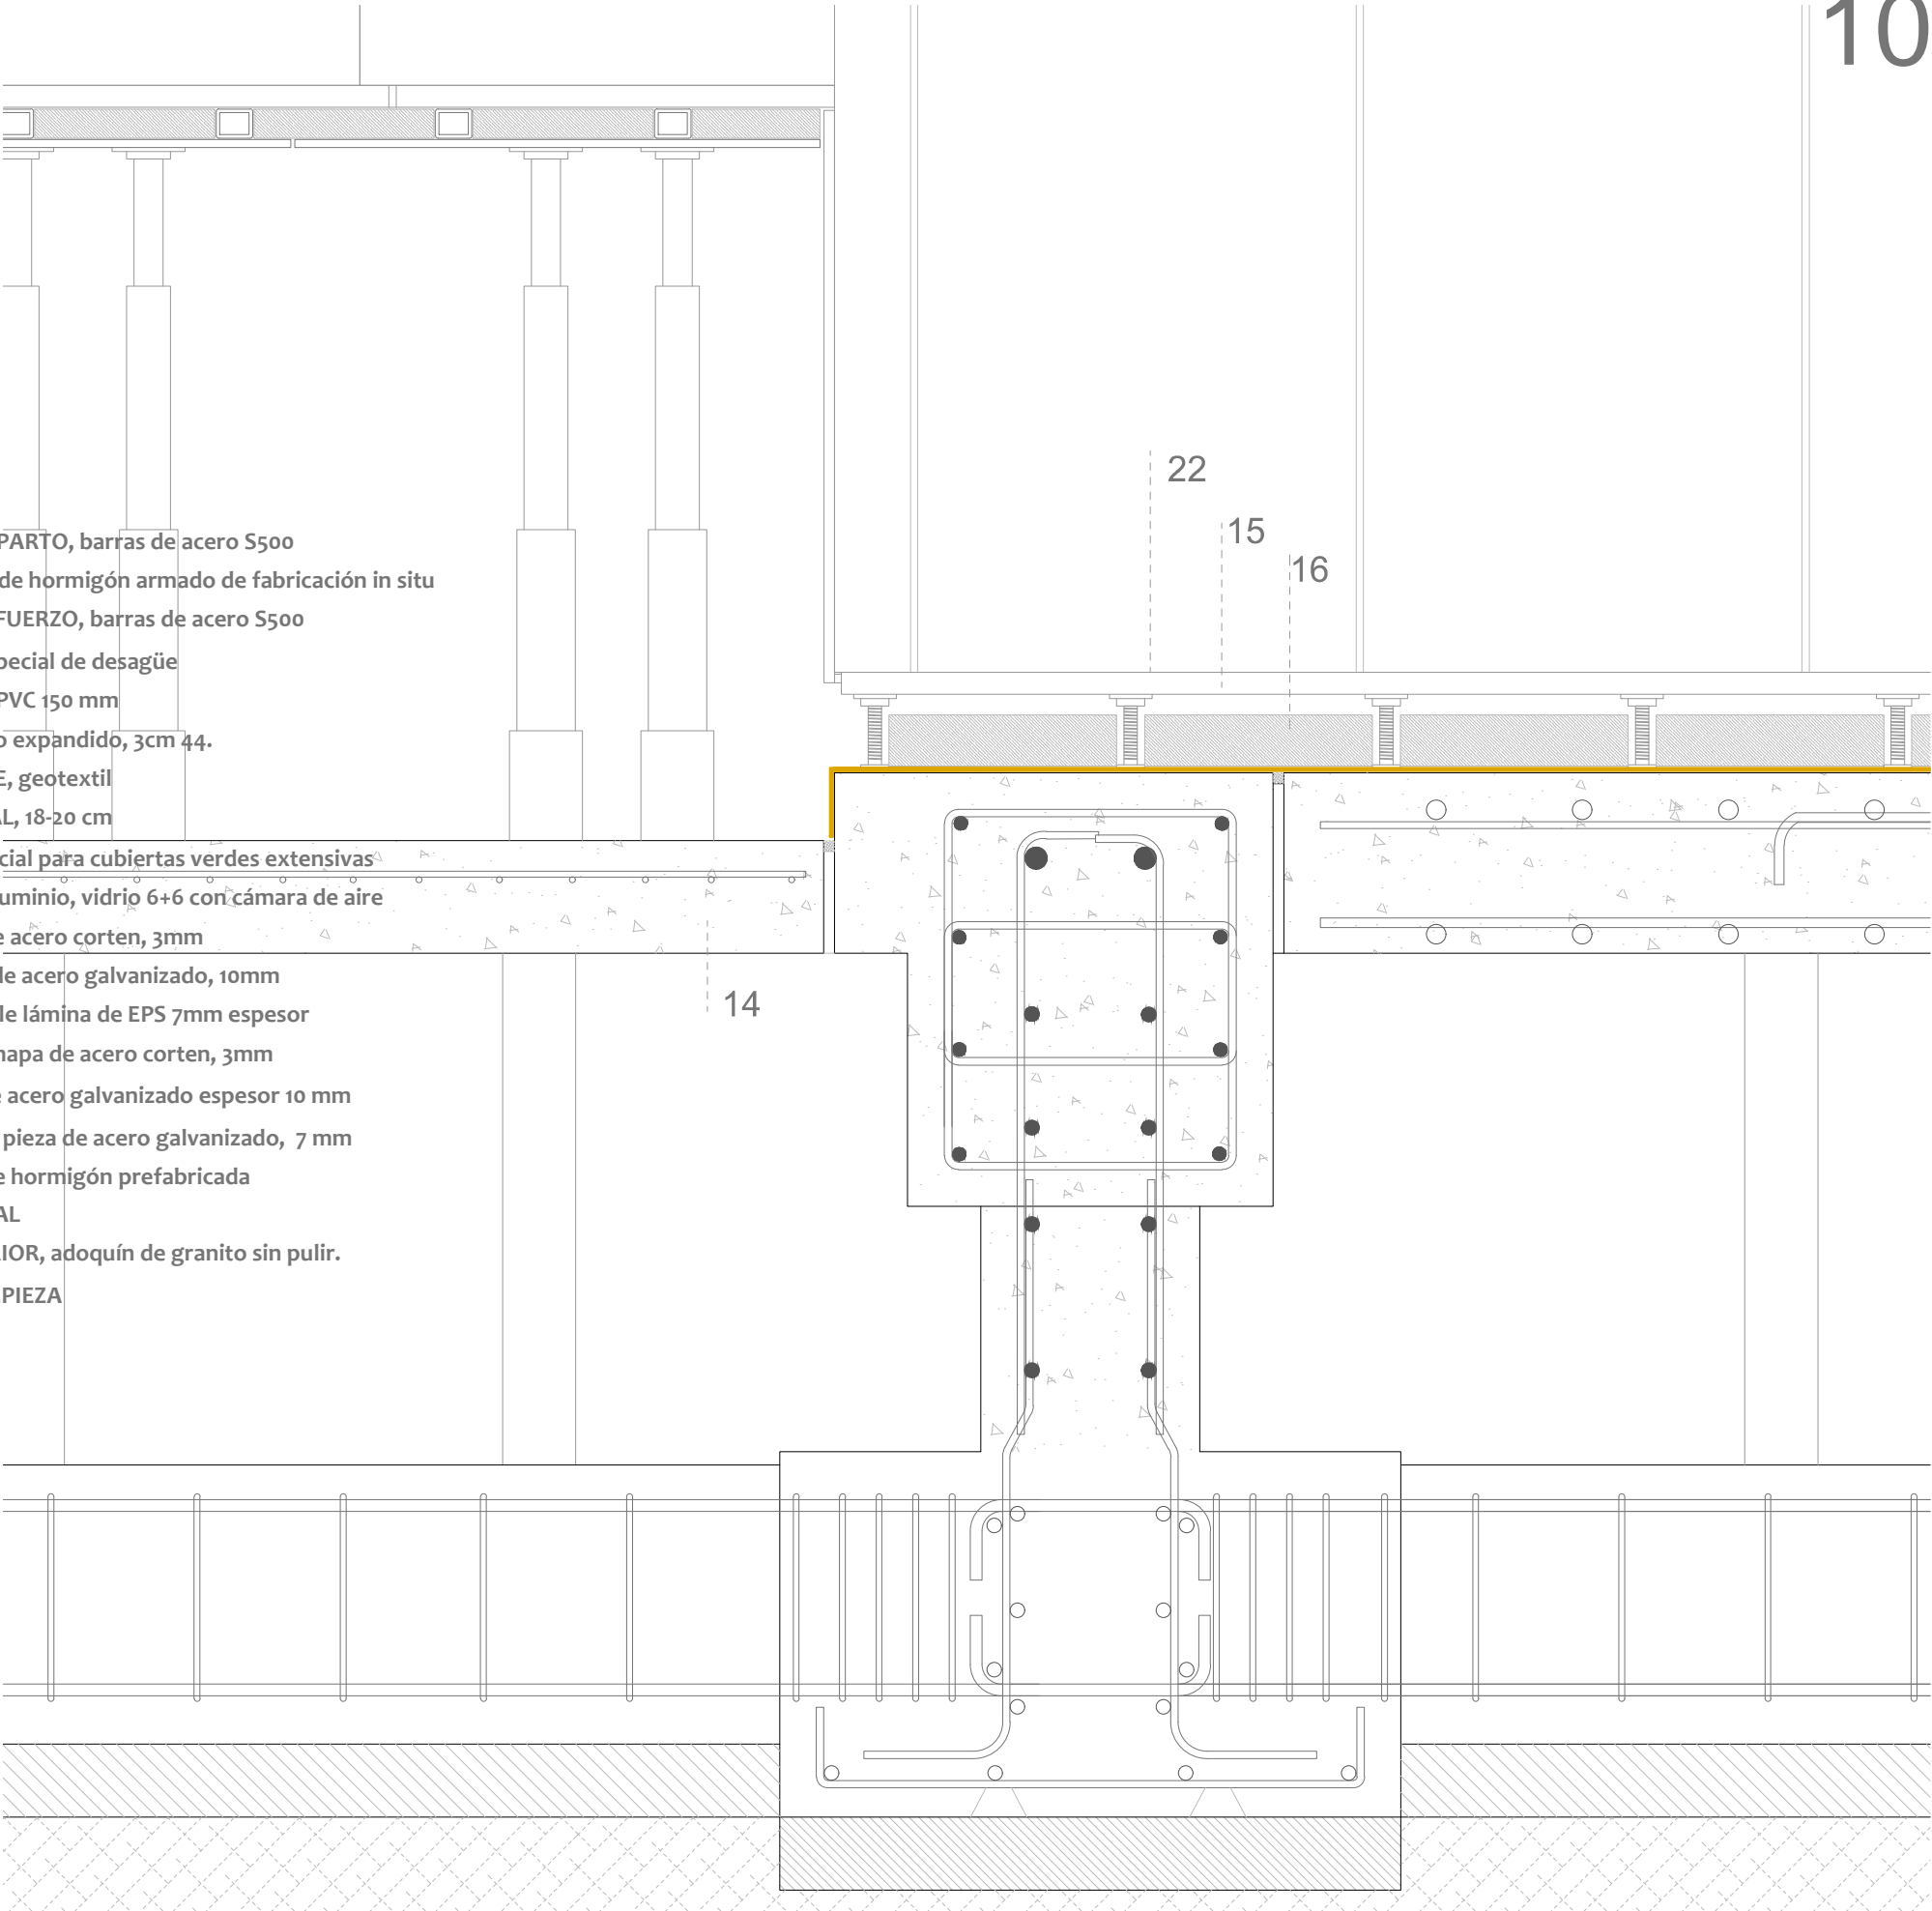 10
22
15
16
PARTO, barras de acero S500
de hormigón armado de fabricación in situ
FUERZO, barras de acero S500
pecial de desagüe
PVC 150 mm
o expandido, 3cm 44.
E, geotextil
AL, 18-20 cm
cial para cubiertas verdes extensivas
uminio, vidrio 6+6 con cámara de aire
e acero corten, 3mm
de acero galvanizado, 10mm
14
de lámina de EPS 7mm espesor
hapa de acero corten, 3mm
e acero galvanizado espesor 10 mm
pieza de acero galvanizado, 7 mm
e hormigón prefabricada
AL
RIOR, adoquín de granito sin pulir.
PIEZA